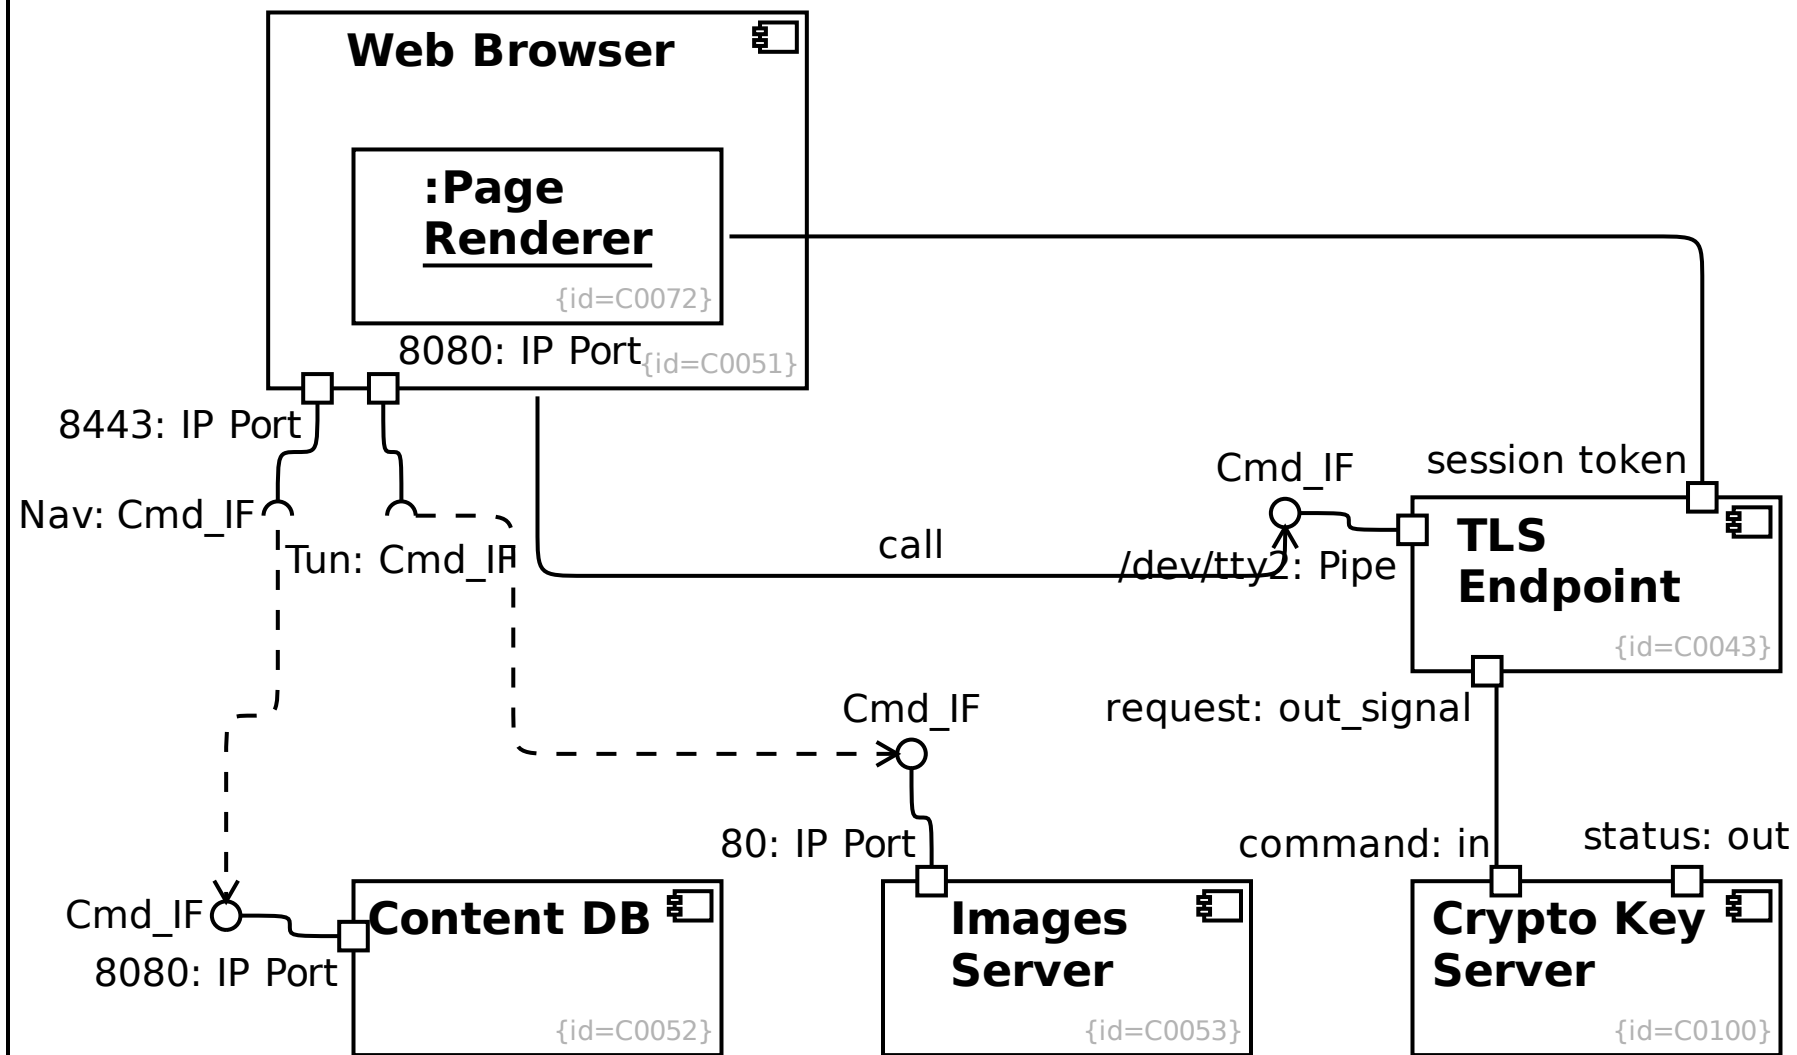 Web Browser
:Page
Renderer
{id=C0072}
8080: IP Port
{id=C0051}
8443: IP Port
Nav: Cmd_IF
Tun: Cmd_IF
call
Cmd_IF
session token
/dev/tty2: Pipe
TLS
Endpoint
{id=C0043}
request: out_signal
Cmd_IF
80: IP Port
command: in
status: out
Cmd_IF
8080: IP Port
Content DB
{id=C0052}
Images
Server
{id=C0053}
Crypto Key
Server
{id=C0100}